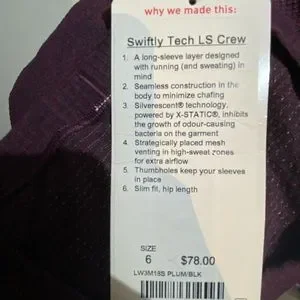 why we made this:
Swiftly Tech LS Crew
1. A long-sleeve layer designed
with running (and sweating) in
mind
2. Seamless construction in the
body to minimize chafing
3. Silverescent® technology,
powered by X-STATIC®, inhibits
the growth of odour-causing
bacteria on the garment
4. Strategically placed mesh
venting in high-sweat zones
for extra airflow
5. Thumbholes keep your sleeves
in place
6. Slim fit, hip length
SIZE
6 - $78.00
LW3M18S PLUM/BLK